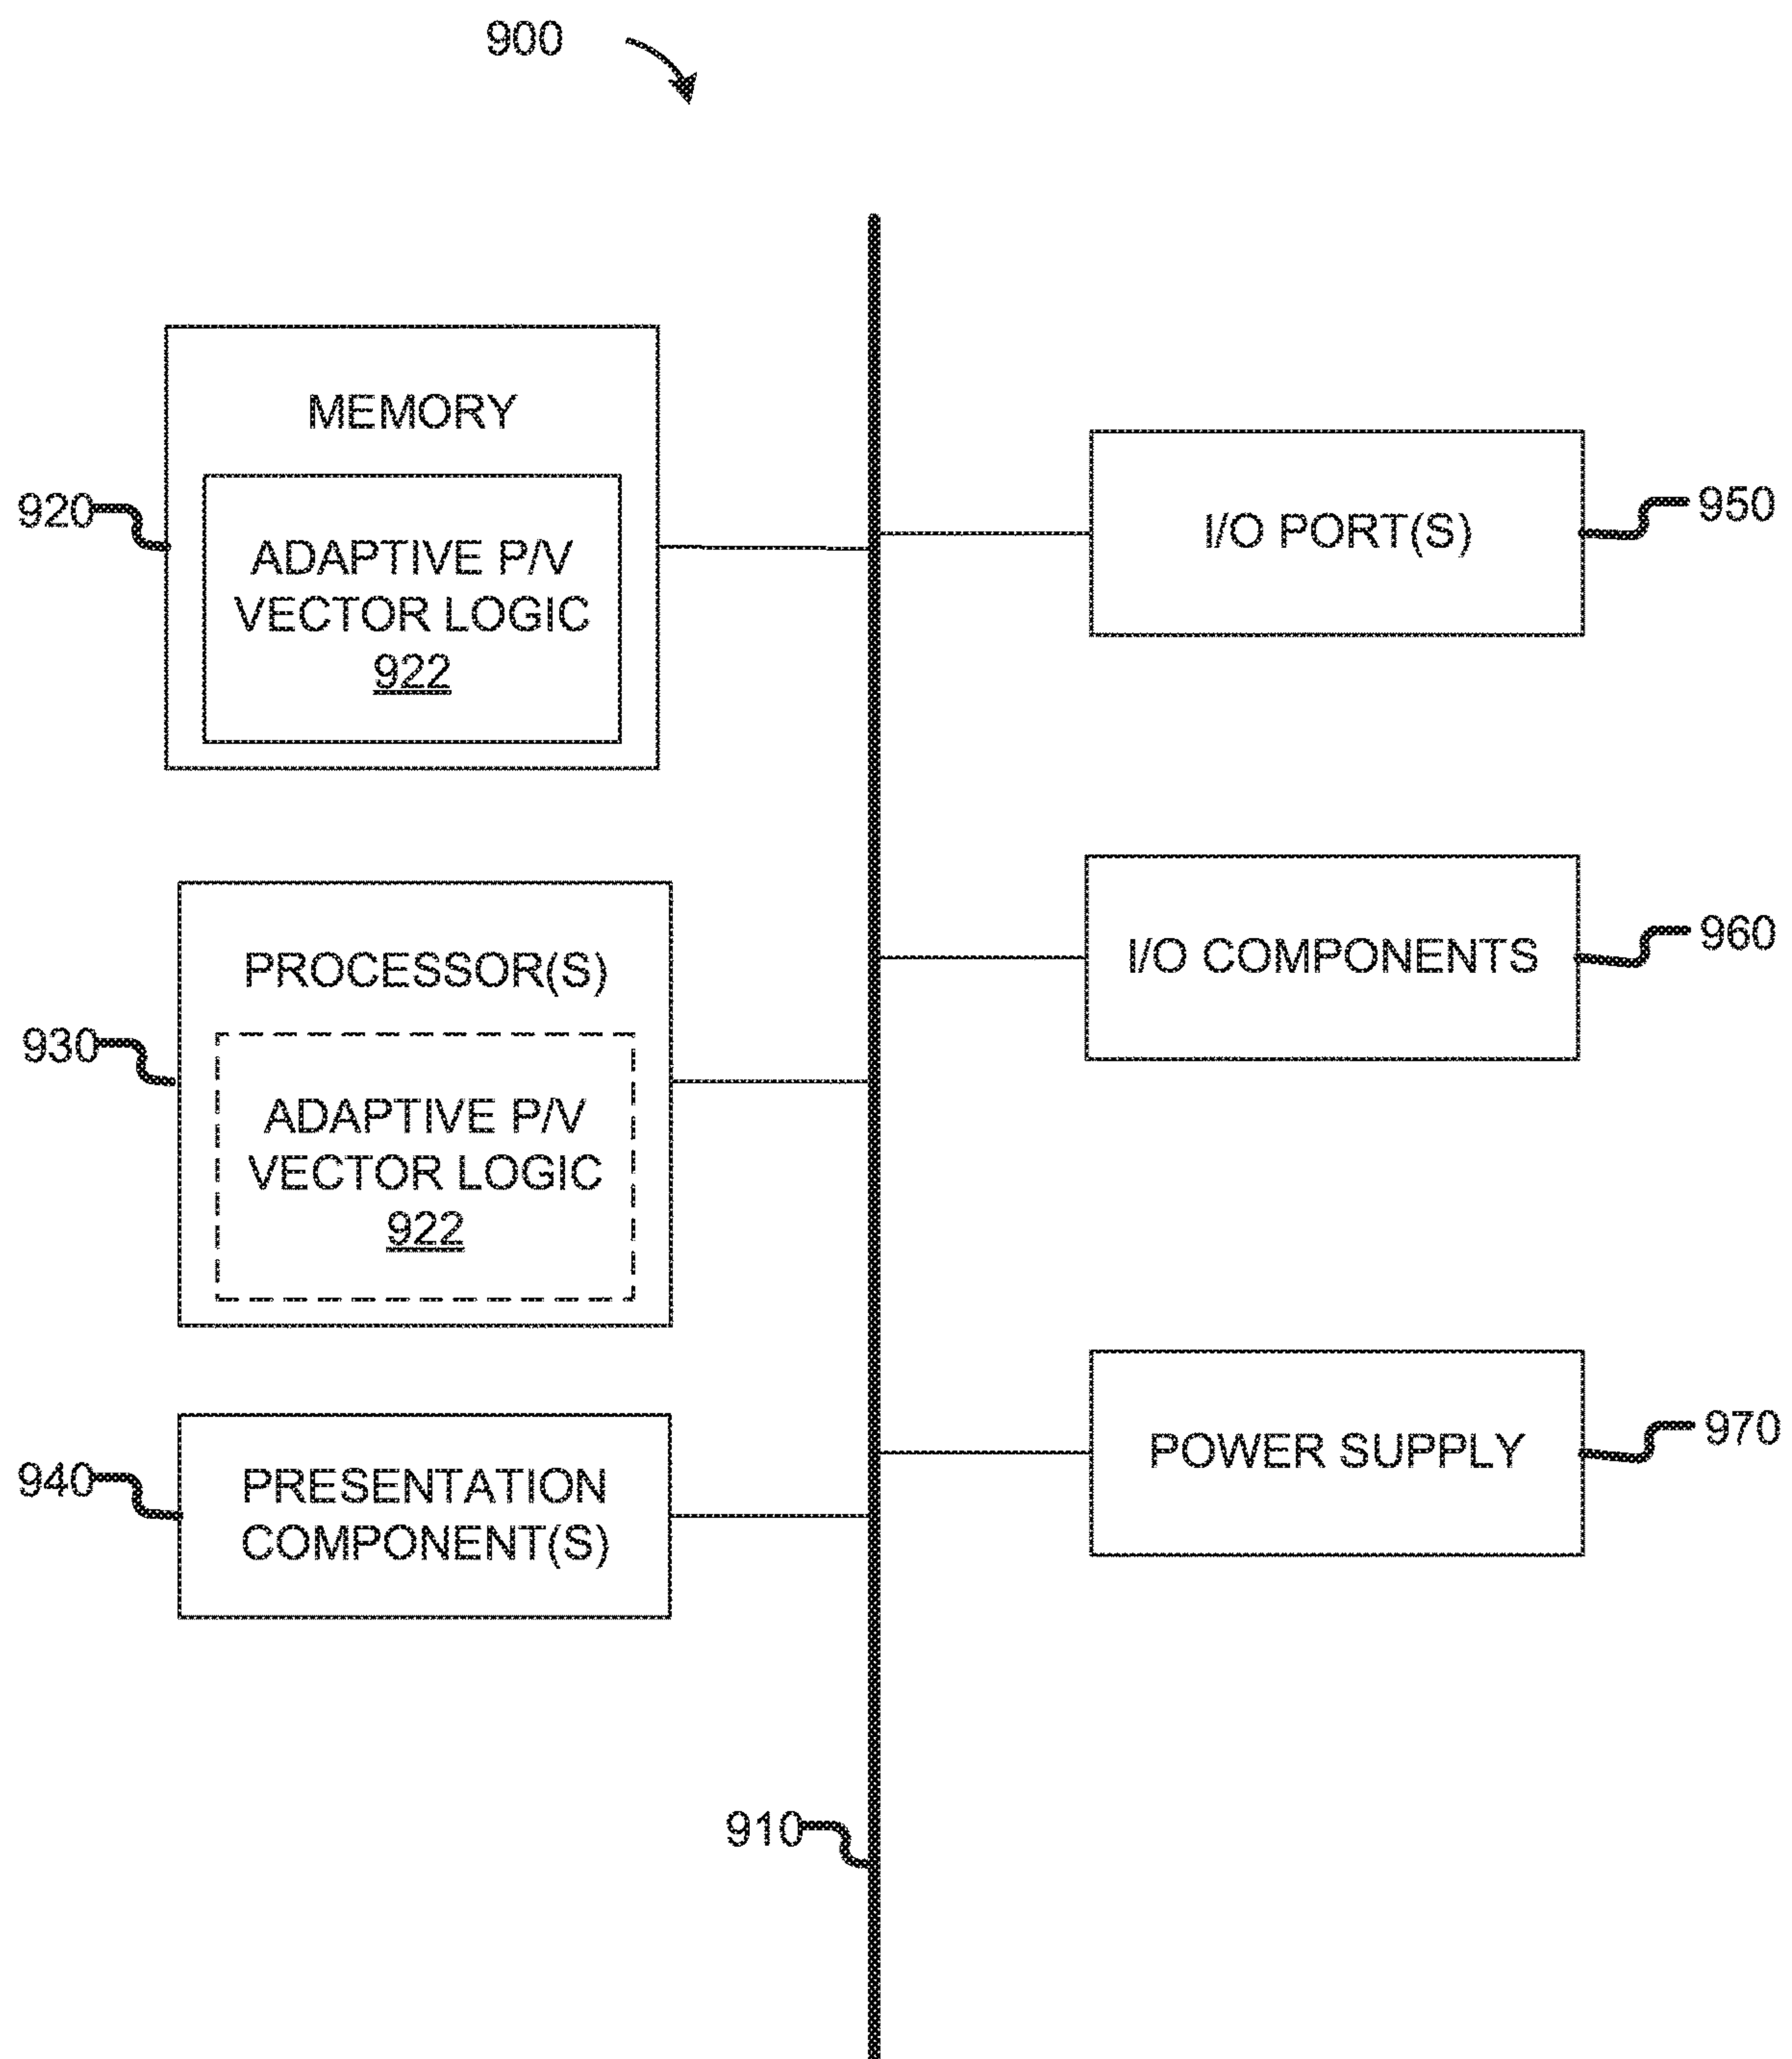 900
MEMORY
920
ADAPTIVE P/V
VECTOR LOGIC
922
I/O PORT(S)
950
PROCESSOR(S)
930
ADAPTIVE P/V
VECTOR LOGIC
922
I/O COMPONENTS
960
940
PRESENTATION
COMPONENT(S)
POWER SUPPLY
970
910